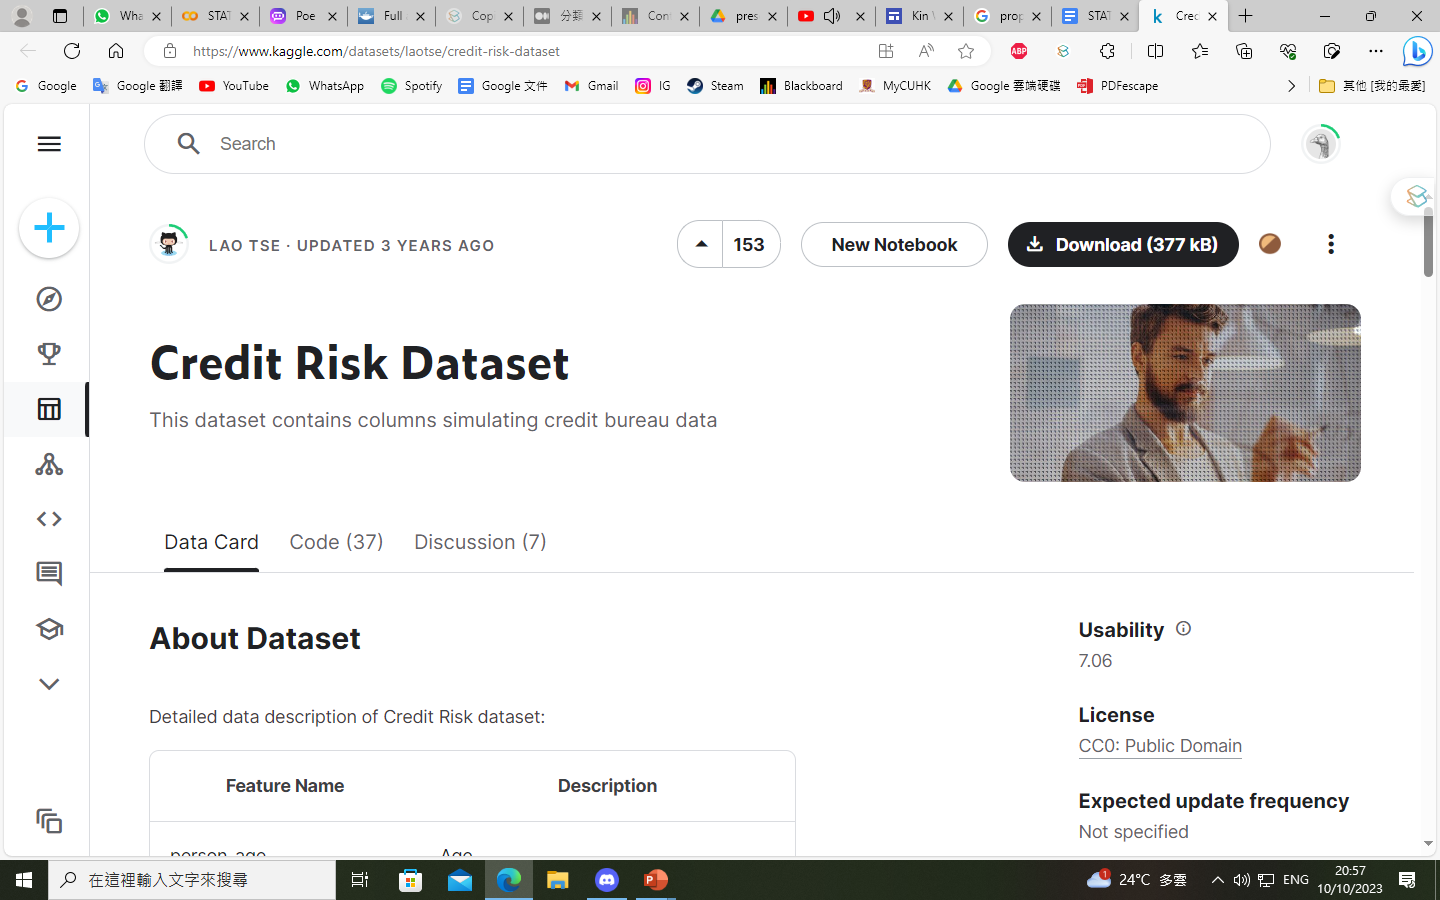 Wha
STAT
Poe
Full
Cop
分類
Con
pres
Kin
prop
STAT
Cred
https://www.kaggle.com/datasets/laotse/credit-risk-dataset
ABP
Google
Google 翻譯
YouTube
WhatsApp
Spotify
Google 文件
Gmail
IG
Steam
Blackboard
MyCUHK
Google 雲端硬碟
PDFescape
其他 [我的最愛]
Search
LAO TSE · UPDATED 3 YEARS AGO
153
New Notebook
Download (377 kB)
Credit Risk Dataset
This dataset contains columns simulating credit bureau data
Data Card
Code (37)
Discussion (7)
About Dataset
Detailed data description of Credit Risk dataset:
Feature Name
Description
person_age
Age
Usability
7.06
License
CC0: Public Domain
Expected update frequency
Not specified
在這裡輸入文字來搜尋
1
24°C 多雲
ENG
20:57
10/10/2023